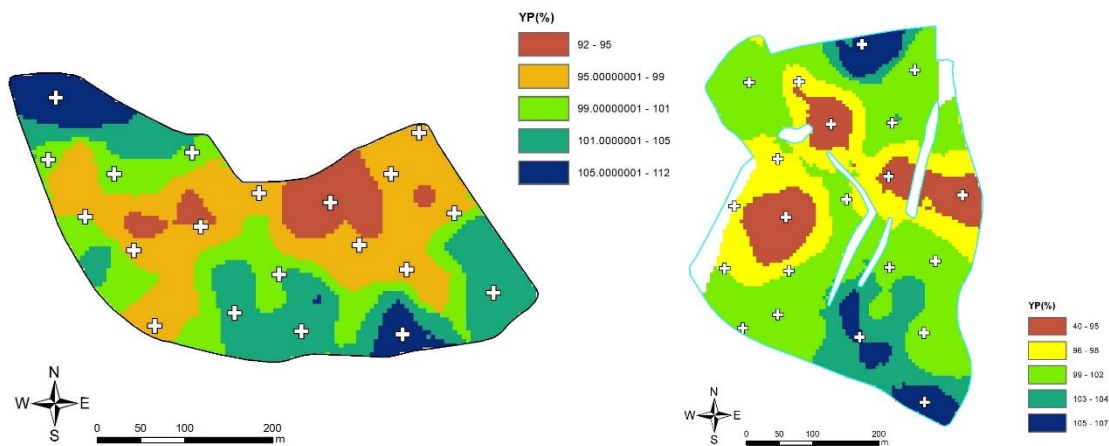 YP(%)
92 - 95
95.00000001 - 99
99.00000001 - 101
101.0000001 - 105
105.0000001 - 112
N
W E
S
0 50 100 200
m
YP(%)
40 - 95
96 - 98
99 - 102
103 - 104
105 - 107
N
W E
S
0 50 100 200
m